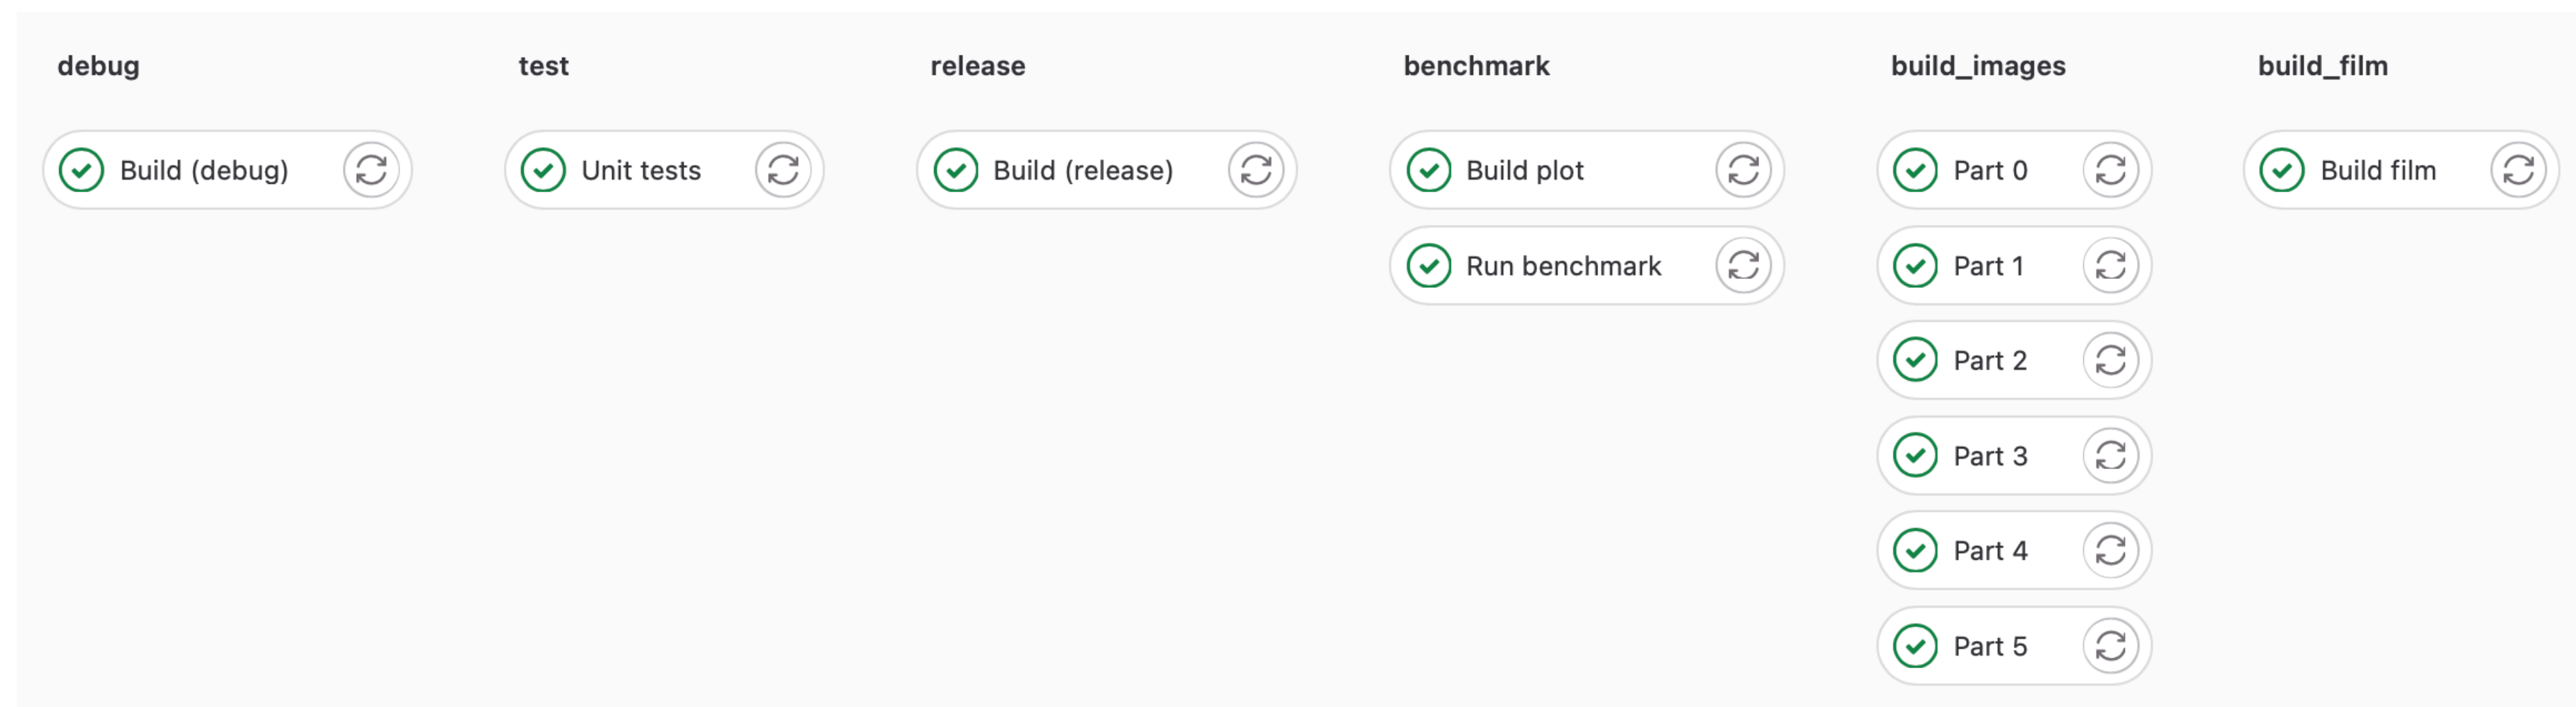 debug
Build (debug)
test
Unit tests
release
Build (release)
benchmark
Build plot
Run benchmark
build_images
Part 0
Part 1
Part 2
Part 3
Part 4
Part 5
build_film
Build film